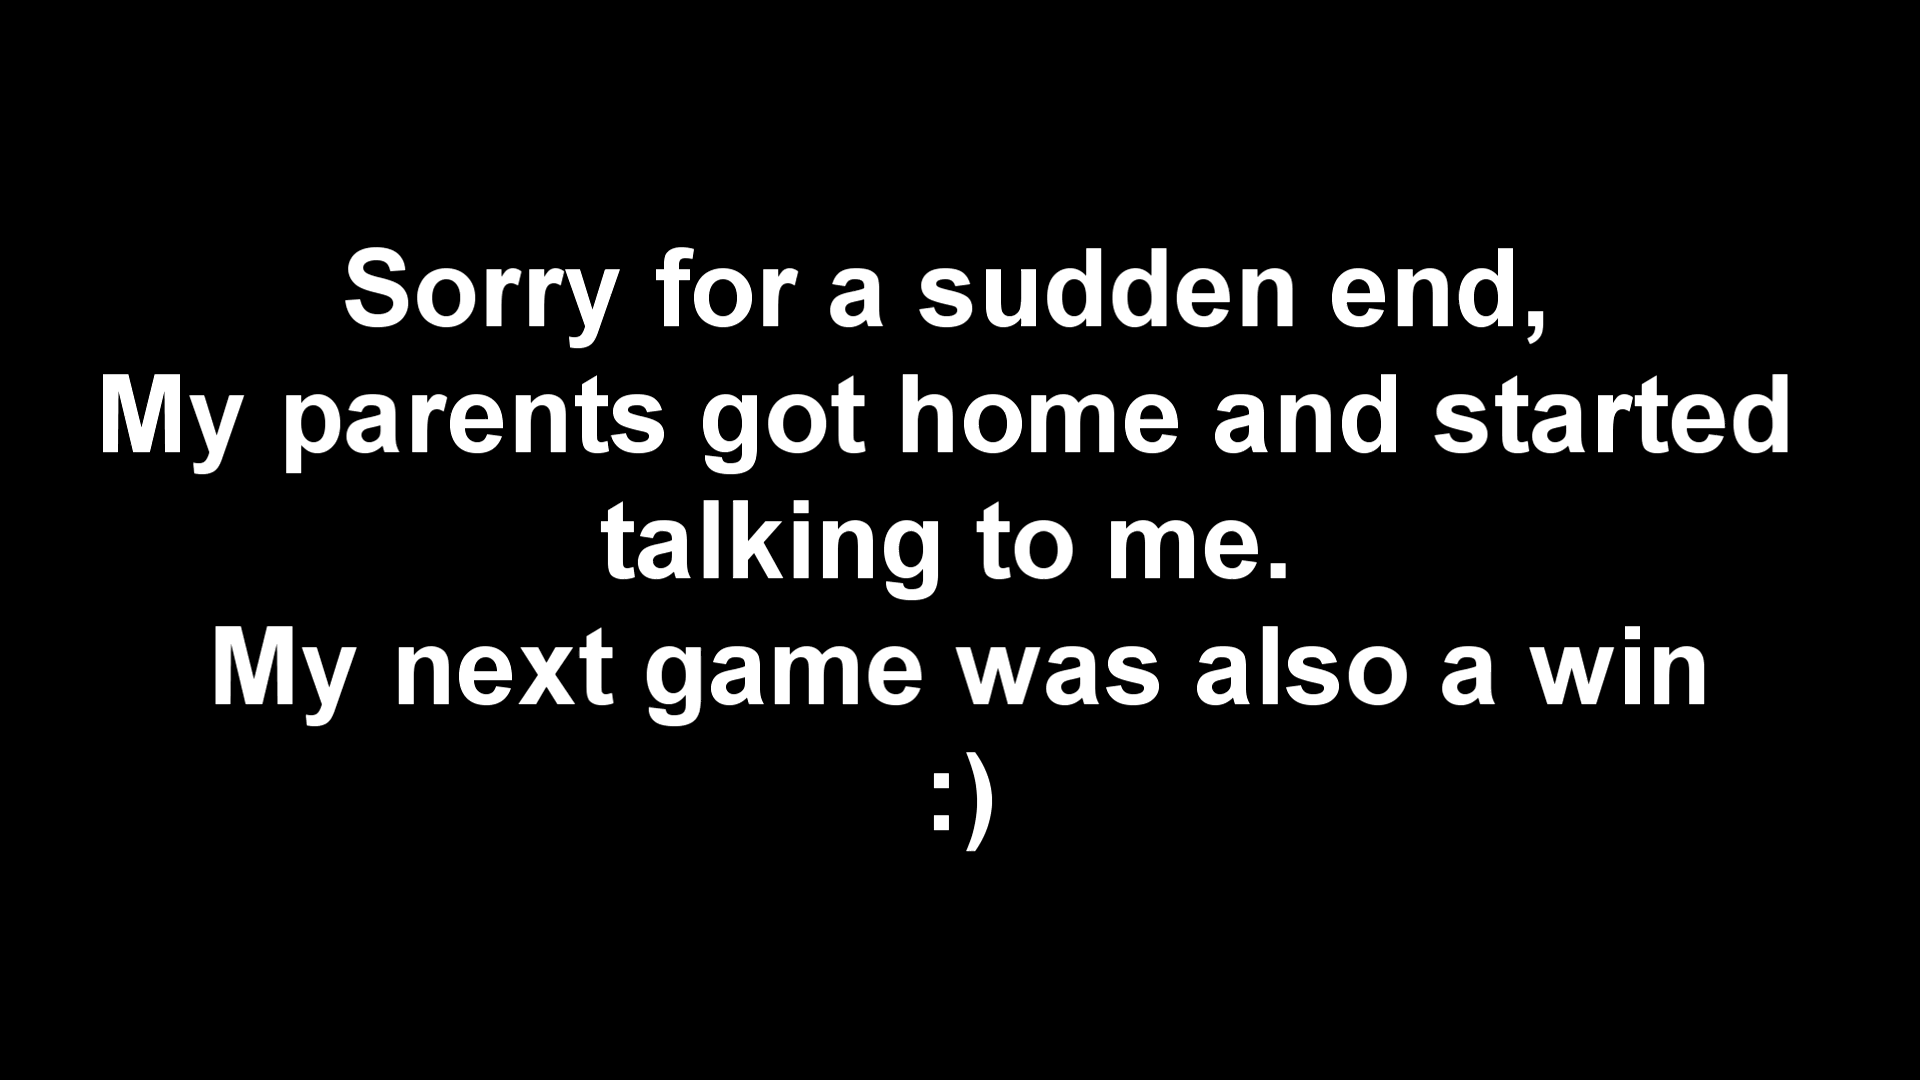 Sorry for a sudden end,
My parents got home and started
talking to me.
My next game was also a win
:)